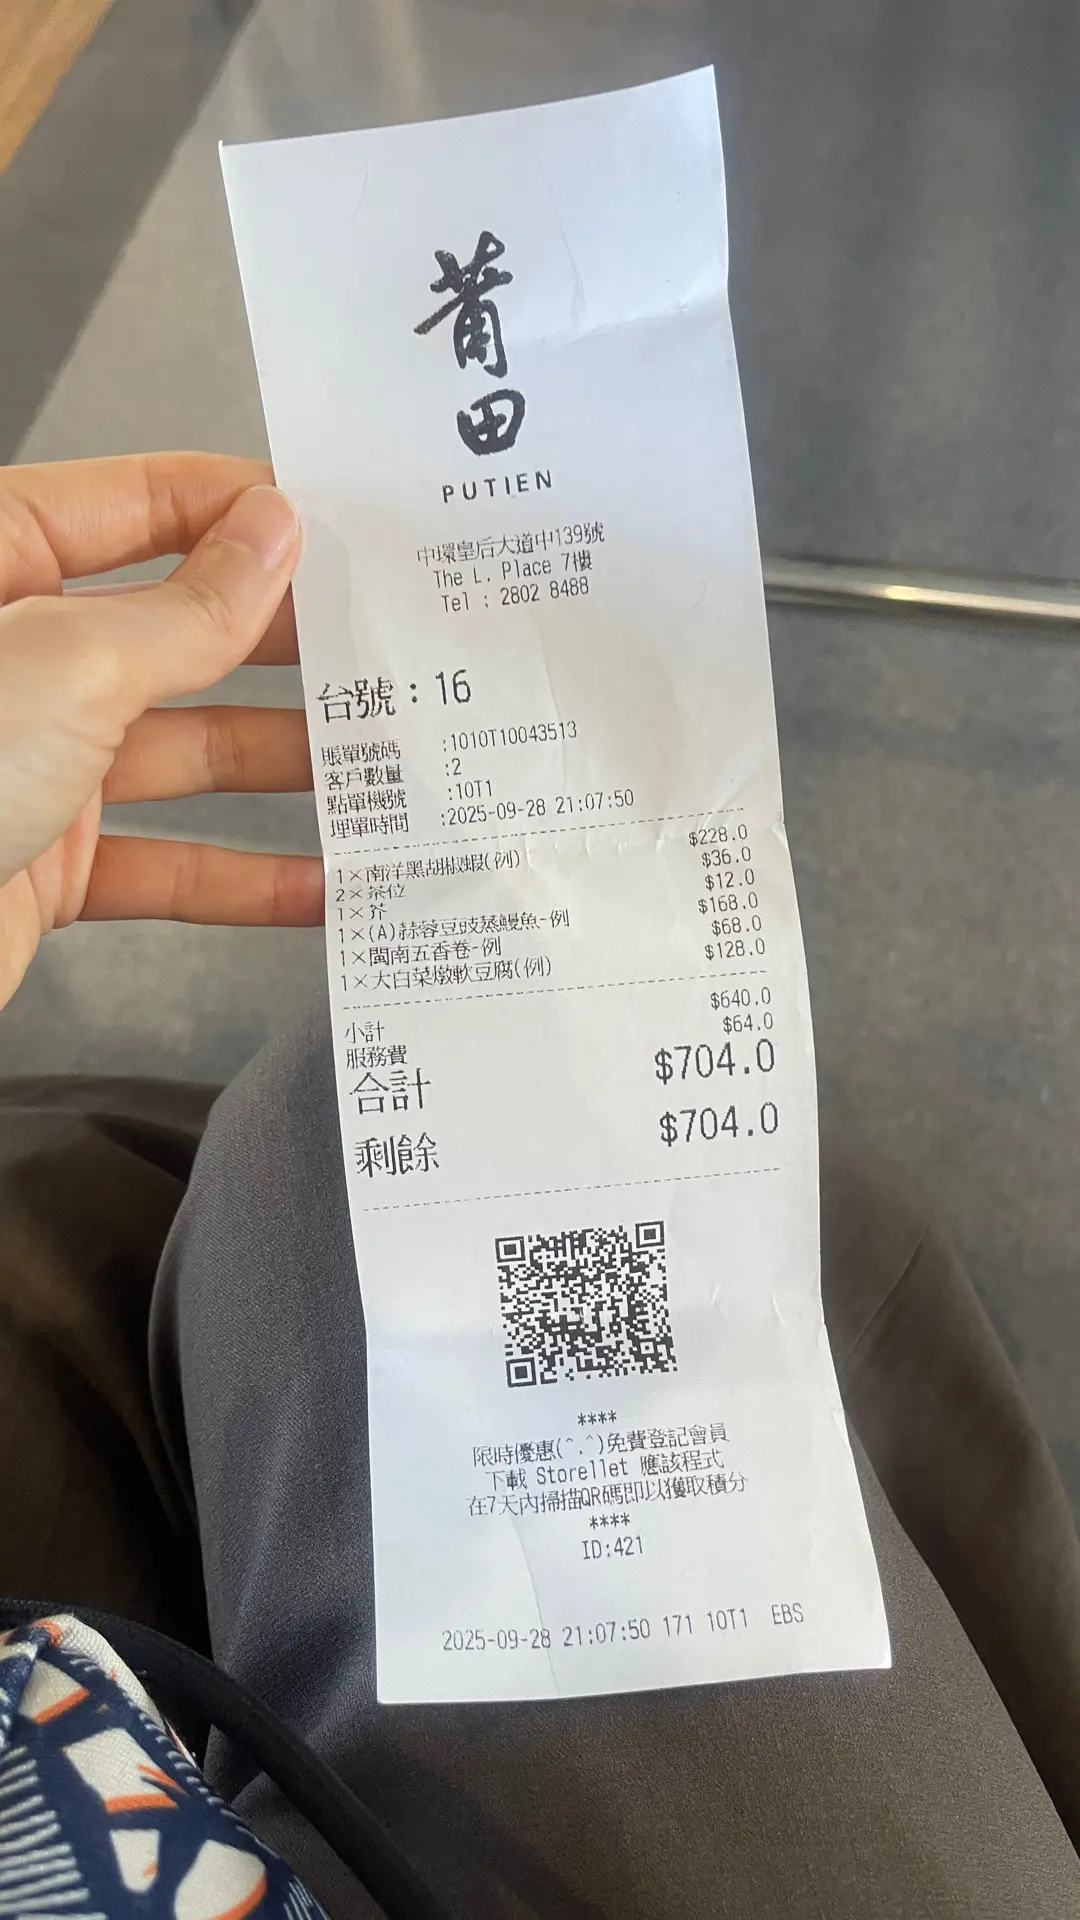 莆田
PUTIEN
中環皇后大道中139號
The L. Place 7樓
Tel : 2802 8488
台號：16
賬單號碼 :1010T10043513
客戶數量 :2
點單機號 :10T1
埋單時間 :2025-09-28 21:07:50
1×南洋黑胡椒蝦(例) $228.0
2×茶位 $36.0
1×芥 $12.0
1×(A)蒜蓉豆豉蒸鰻魚-例 $168.0
1×閩南五香卷-例 $68.0
1×大白菜燉軟豆腐(例) $128.0
小計 $640.0
服務費 $64.0
合計 $704.0
剩餘 $704.0
****
限時優惠(^.^)免費登記會員
下載 Storellet 應該程式
在7天內掃描QR碼即以獲取積分
****
ID:421
2025-09-28 21:07:50 171 10T1 EBS